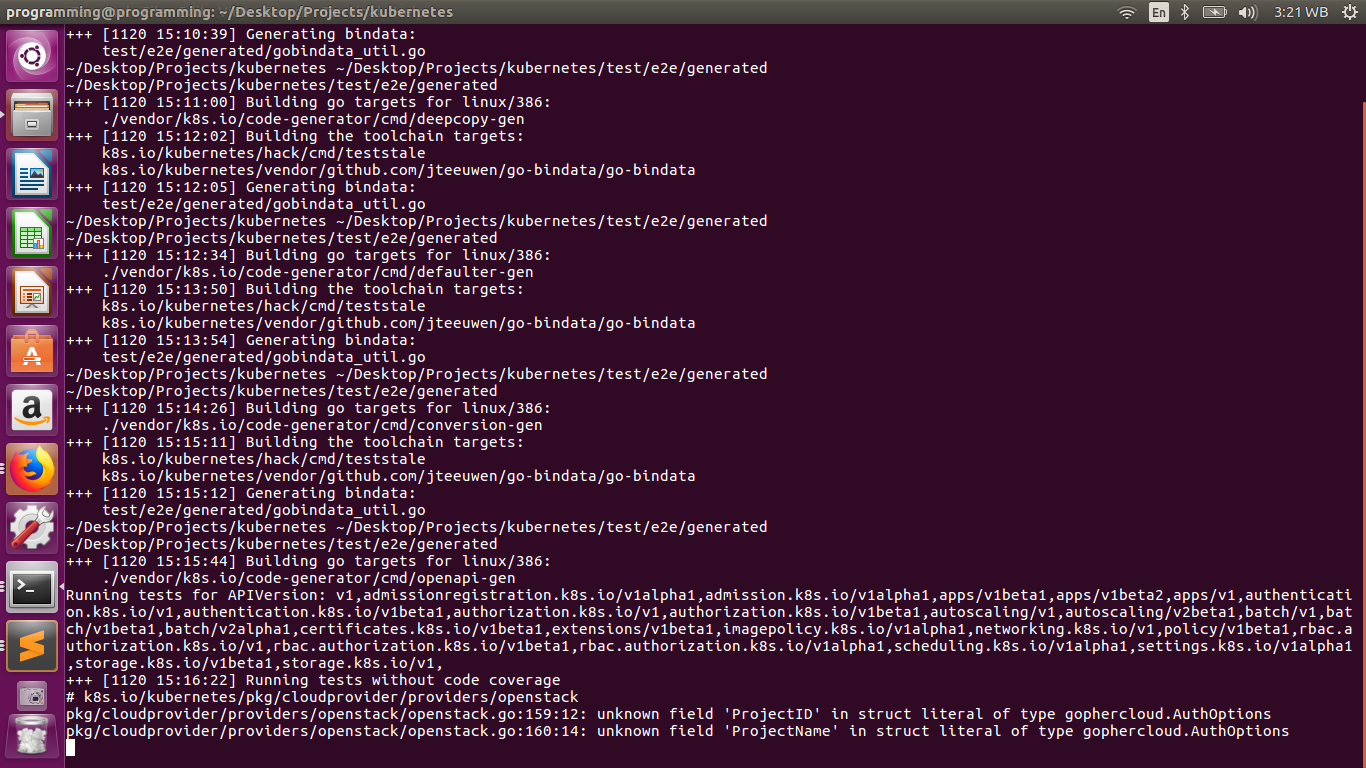 programming@programming: ~/Desktop/Projects/kubernetes
En
3:21 WB
+++ [1120 15:10:39] Generating bindata:
    test/e2e/generated/gobindata_util.go
~/Desktop/Projects/kubernetes ~/Desktop/Projects/kubernetes/test/e2e/generated
~/Desktop/Projects/kubernetes/test/e2e/generated
+++ [1120 15:11:00] Building go targets for linux/386:
    ./vendor/k8s.io/code-generator/cmd/deepcopy-gen
+++ [1120 15:12:02] Building the toolchain targets:
    k8s.io/kubernetes/hack/cmd/teststale
    k8s.io/kubernetes/vendor/github.com/jteeuwen/go-bindata/go-bindata
+++ [1120 15:12:05] Generating bindata:
    test/e2e/generated/gobindata_util.go
~/Desktop/Projects/kubernetes ~/Desktop/Projects/kubernetes/test/e2e/generated
~/Desktop/Projects/kubernetes/test/e2e/generated
+++ [1120 15:12:34] Building go targets for linux/386:
    ./vendor/k8s.io/code-generator/cmd/defaulter-gen
+++ [1120 15:13:50] Building the toolchain targets:
    k8s.io/kubernetes/hack/cmd/teststale
    k8s.io/kubernetes/vendor/github.com/jteeuwen/go-bindata/go-bindata
+++ [1120 15:13:54] Generating bindata:
    test/e2e/generated/gobindata_util.go
~/Desktop/Projects/kubernetes ~/Desktop/Projects/kubernetes/test/e2e/generated
~/Desktop/Projects/kubernetes/test/e2e/generated
+++ [1120 15:14:26] Building go targets for linux/386:
    ./vendor/k8s.io/code-generator/cmd/conversion-gen
+++ [1120 15:15:11] Building the toolchain targets:
    k8s.io/kubernetes/hack/cmd/teststale
    k8s.io/kubernetes/vendor/github.com/jteeuwen/go-bindata/go-bindata
+++ [1120 15:15:12] Generating bindata:
    test/e2e/generated/gobindata_util.go
~/Desktop/Projects/kubernetes ~/Desktop/Projects/kubernetes/test/e2e/generated
~/Desktop/Projects/kubernetes/test/e2e/generated
+++ [1120 15:15:44] Building go targets for linux/386:
    ./vendor/k8s.io/code-generator/cmd/openapi-gen
Running tests for APIVersion: v1,admissionregistration.k8s.io/v1alpha1,admission.k8s.io/v1alpha1,apps/v1beta1,apps/v1beta2,apps/v1,authenticati
on.k8s.io/v1,authentication.k8s.io/v1beta1,authorization.k8s.io/v1,authorization.k8s.io/v1beta1,autoscaling/v1,autoscaling/v2beta1,batch/v1,bat
ch/v1beta1,batch/v2alpha1,certificates.k8s.io/v1beta1,extensions/v1beta1,imagepolicy.k8s.io/v1alpha1,networking.k8s.io/v1,policy/v1beta1,rbac.a
uthorization.k8s.io/v1,rbac.authorization.k8s.io/v1beta1,rbac.authorization.k8s.io/v1alpha1,scheduling.k8s.io/v1alpha1,settings.k8s.io/v1alpha1
,storage.k8s.io/v1beta1,storage.k8s.io/v1,
+++ [1120 15:16:22] Running tests without code coverage
# k8s.io/kubernetes/pkg/cloudprovider/providers/openstack
pkg/cloudprovider/providers/openstack/openstack.go:159:12: unknown field 'ProjectID' in struct literal of type gophercloud.AuthOptions
pkg/cloudprovider/providers/openstack/openstack.go:160:14: unknown field 'ProjectName' in struct literal of type gophercloud.AuthOptions